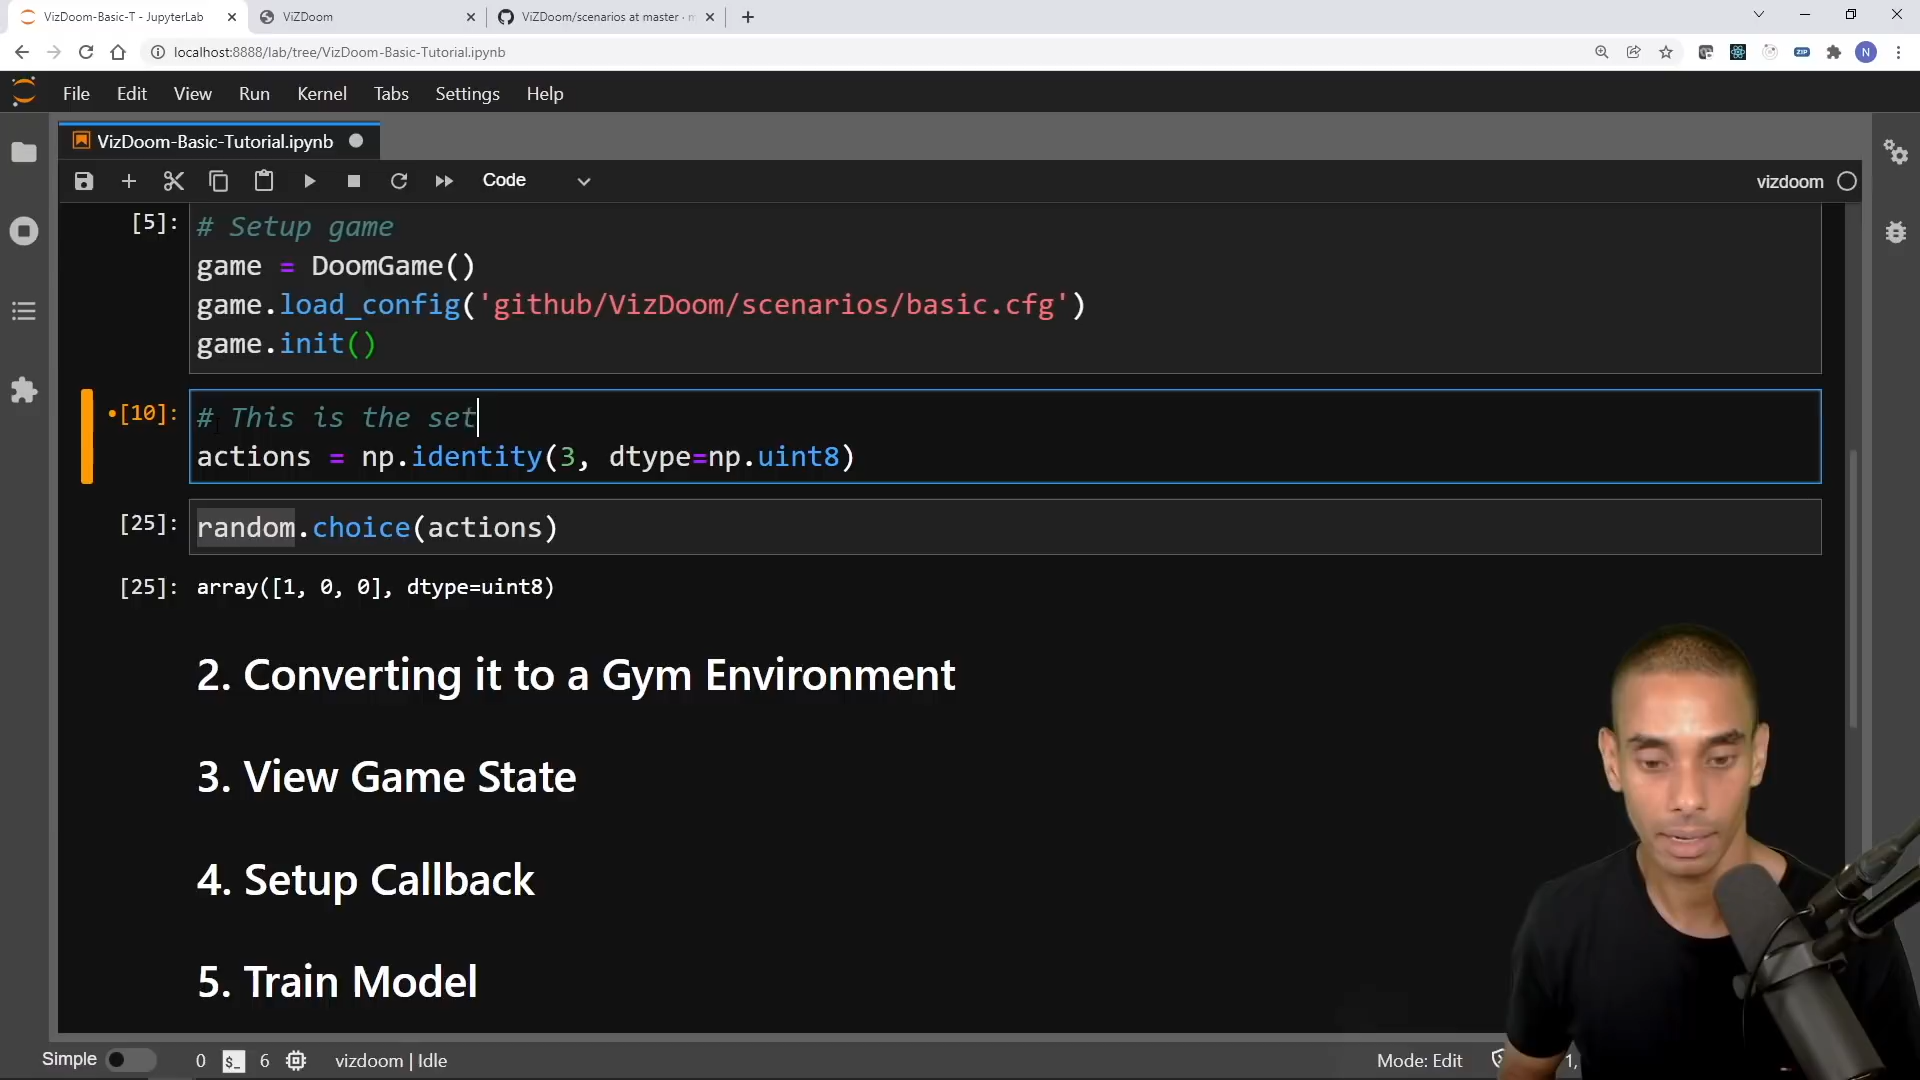 VizDoom-Basic-T - JupyterLab
ViZDoom
ViZDoom/scenarios at master · m
localhost:8888/lab/tree/VizDoom-Basic-Tutorial.ipynb
ZIP
N
File Edit View Run Kernel Tabs Settings Help
VizDoom-Basic-Tutorial.ipynb
Code
vizdoom
[5]:
# Setup game
game = DoomGame()
game.load_config('github/VizDoom/scenarios/basic.cfg')
game.init()
[10]:
# This is the set
actions = np.identity(3, dtype=np.uint8)
[25]:
random.choice(actions)
[25]:
array([1, 0, 0], dtype=uint8)
2. Converting it to a Gym Environment
3. View Game State
4. Setup Callback
5. Train Model
Simple 0 $_ 6 vizdoom | Idle Mode: Edit 1,